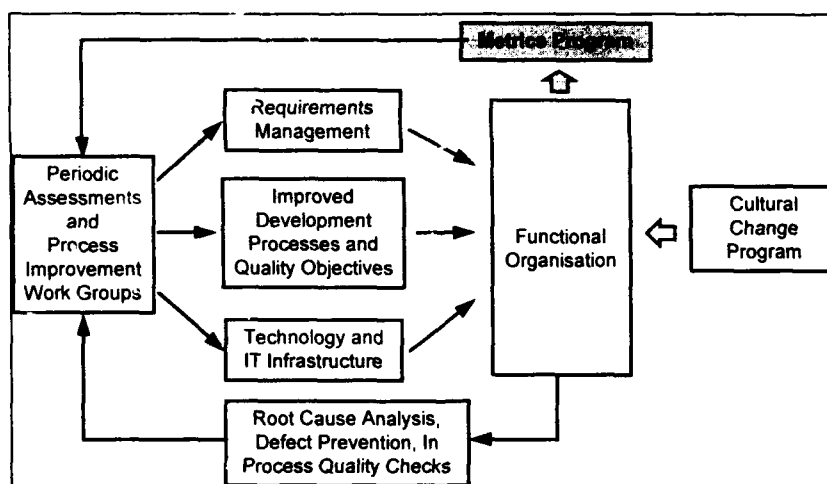 Metrics Program
Requirements
Management
Periodic
Assessments
and
Process
Improvement
Work Groups
Improved
Development
Processes and
Quality Objectives
Functional
Organisation
Cultural
Change
Program
Technology and
IT Infrastructure
Root Cause Analysis,
Defect Prevention, In
Process Quality Checks